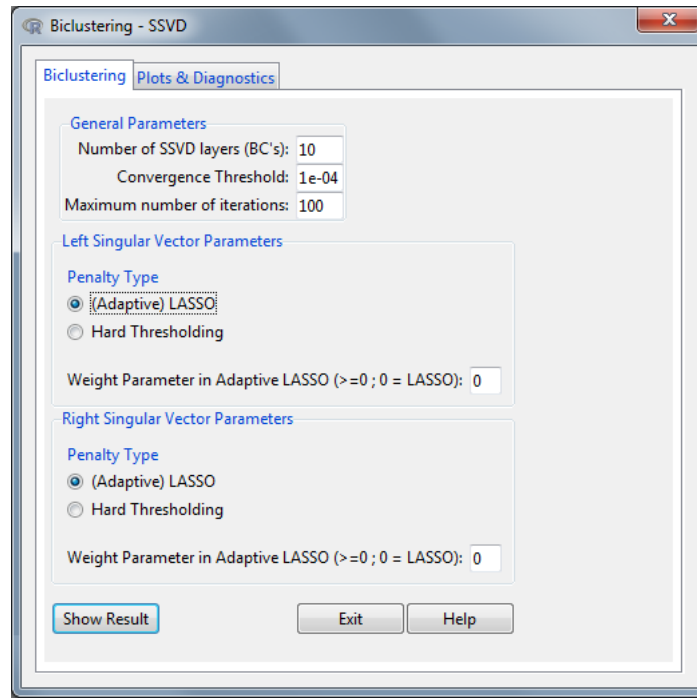 Biclustering - SSVD
Biclustering Plots & Diagnostics
General Parameters
Number of SSVD layers (BC's): 10
Convergence Threshold: 1e-04
Maximum number of iterations: 100
Left Singular Vector Parameters
Penalty Type
(Adaptive) LASSO
Hard Thresholding
Weight Parameter in Adaptive LASSO (>=0 ; 0 = LASSO): 0
Right Singular Vector Parameters
Penalty Type
(Adaptive) LASSO
Hard Thresholding
Weight Parameter in Adaptive LASSO (>=0 ; 0 = LASSO): 0
Show Result Exit Help